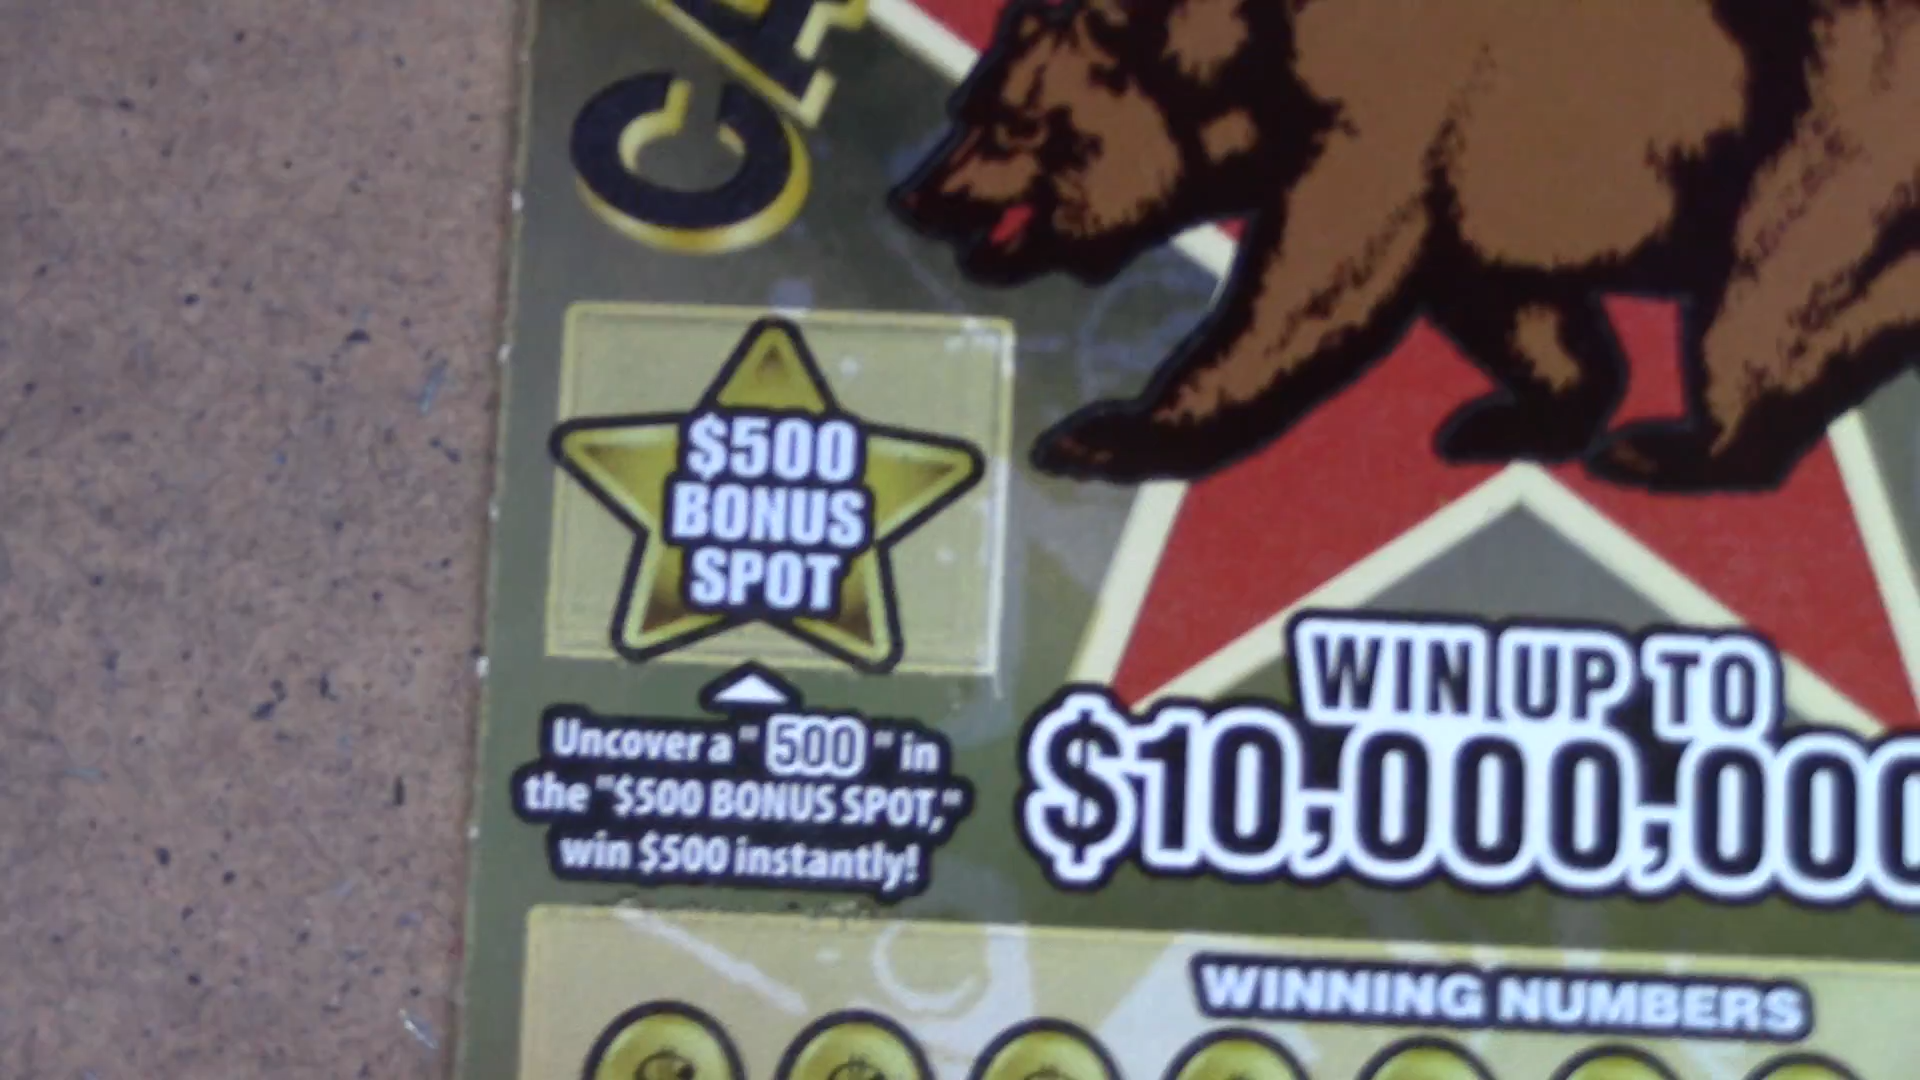 CA
$500
BONUS
SPOT
Uncover a "500" in
the "$500 BONUS SPOT,"
win $500 instantly!
WIN UP TO
$10,000,000
WINNING NUMBERS